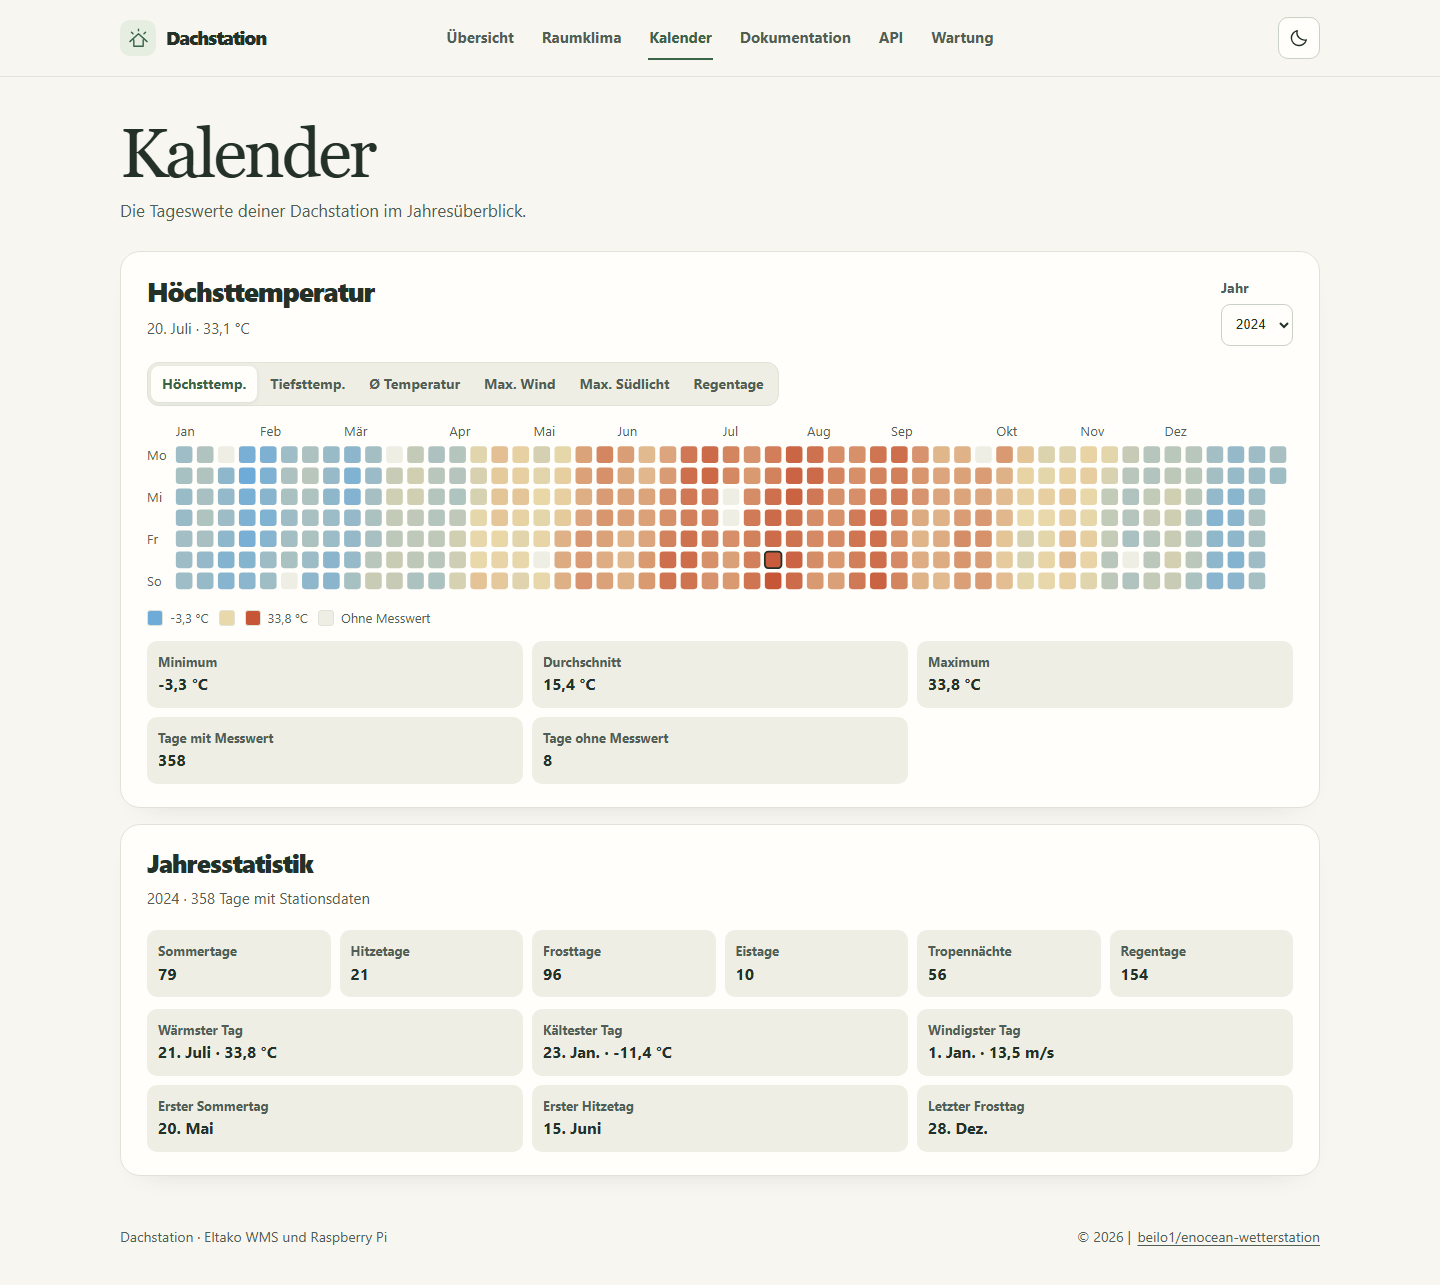 Dachstation
Übersicht Raumklima Kalender Dokumentation API Wartung
Kalender
Die Tageswerte deiner Dachstation im Jahresüberblick.
Höchsttemperatur
20. Juli · 33,1 °C
Jahr
2024
Höchsttemp. Tiefsttemp. Ø Temperatur Max. Wind Max. Südlicht Regentage
Jan Feb Mär Apr Mai Jun Jul Aug Sep Okt Nov Dez
Mo
Mi
Fr
So
-3,3 °C 33,8 °C Ohne Messwert
Minimum
-3,3 °C
Durchschnitt
15,4 °C
Maximum
33,8 °C
Tage mit Messwert
358
Tage ohne Messwert
8
Jahresstatistik
2024 · 358 Tage mit Stationsdaten
Sommertage
79
Hitzetage
21
Frosttage
96
Eistage
10
Tropennächte
56
Regentage
154
Wärmster Tag
21. Juli · 33,8 °C
Kältester Tag
23. Jan. · -11,4 °C
Windigster Tag
1. Jan. · 13,5 m/s
Erster Sommertag
20. Mai
Erster Hitzetag
15. Juni
Letzter Frosttag
28. Dez.
Dachstation · Eltako WMS und Raspberry Pi
© 2026 | beilo1/enocean-wetterstation